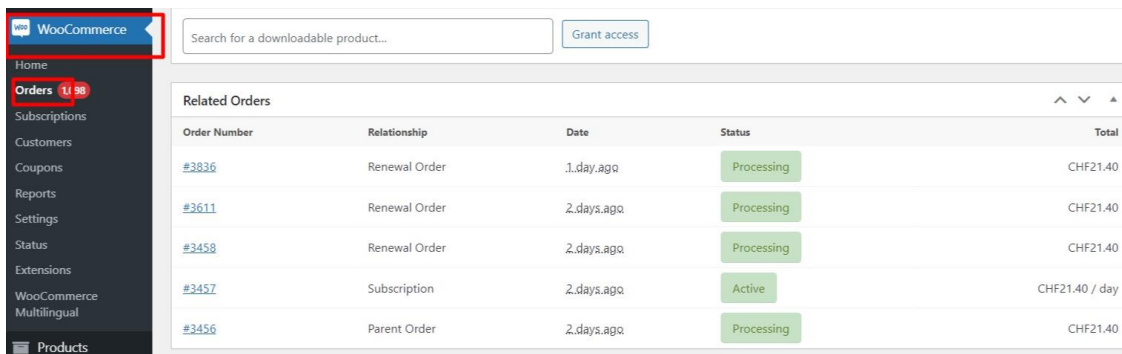 Woo WooCommerce
Home
Orders 1,098
Subscriptions
Customers
Coupons
Reports
Settings
Status
Extensions
WooCommerce
Multilingual
Products
Search for a downloadable product...
Grant access
Related Orders
Order Number Relationship Date Status Total
#3836 Renewal Order 1 day ago Processing CHF21.40
#3611 Renewal Order 2 days ago Processing CHF21.40
#3458 Renewal Order 2 days ago Processing CHF21.40
#3457 Subscription 2 days ago Active CHF21.40 / day
#3456 Parent Order 2 days ago Processing CHF21.40